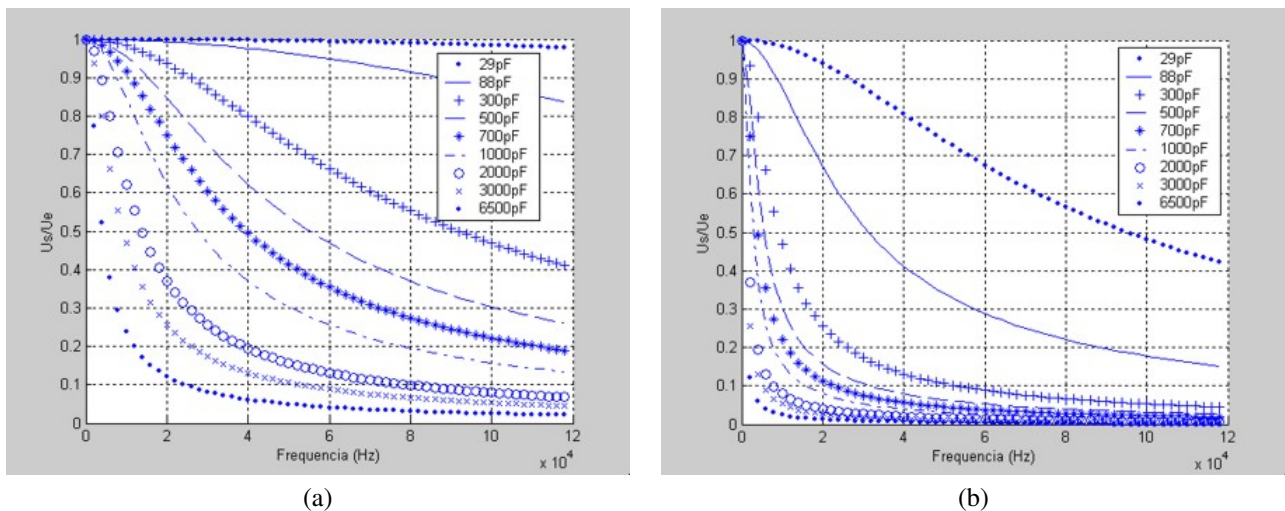 1
0.9
0.8
0.7
0.6
0.5
0.4
0.3
0.2
0.1
0
Us/Ue
0 2 4 6 8 10 12
Frequencia (Hz)
x 10^4
29pF
88pF
300pF
500pF
700pF
1000pF
2000pF
3000pF
6500pF
(a)
1
0.9
0.8
0.7
0.6
0.5
0.4
0.3
0.2
0.1
0
Us/Ue
0 2 4 6 8 10 12
Frequencia (Hz)
x 10^4
29pF
88pF
300pF
500pF
700pF
1000pF
2000pF
3000pF
6500pF
(b)